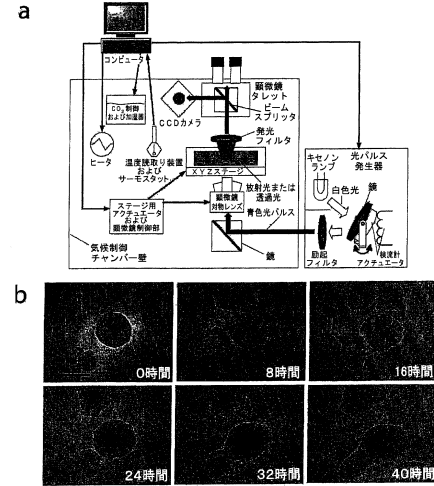 a
コンピュータ
CO₂制御
および加湿器
ヒータ
温度読取り装置
および
サーモスタット
CCDカメラ
顕微鏡
タレット
ビーム
スプリッタ
発光
フィルタ
XYZステージ
放射光または
透過光
顕微鏡
対物レンズ
青色光パルス
鏡
ステージ用
アクチュエータ
および
顕微鏡制御部
気候制御
チャンバー壁
光パルス
発生器
キセノン
ランプ
白色光
鏡
励起
フィルタ
検流計
アクチュエータ
b
0時間
8時間
16時間
24時間
32時間
40時間